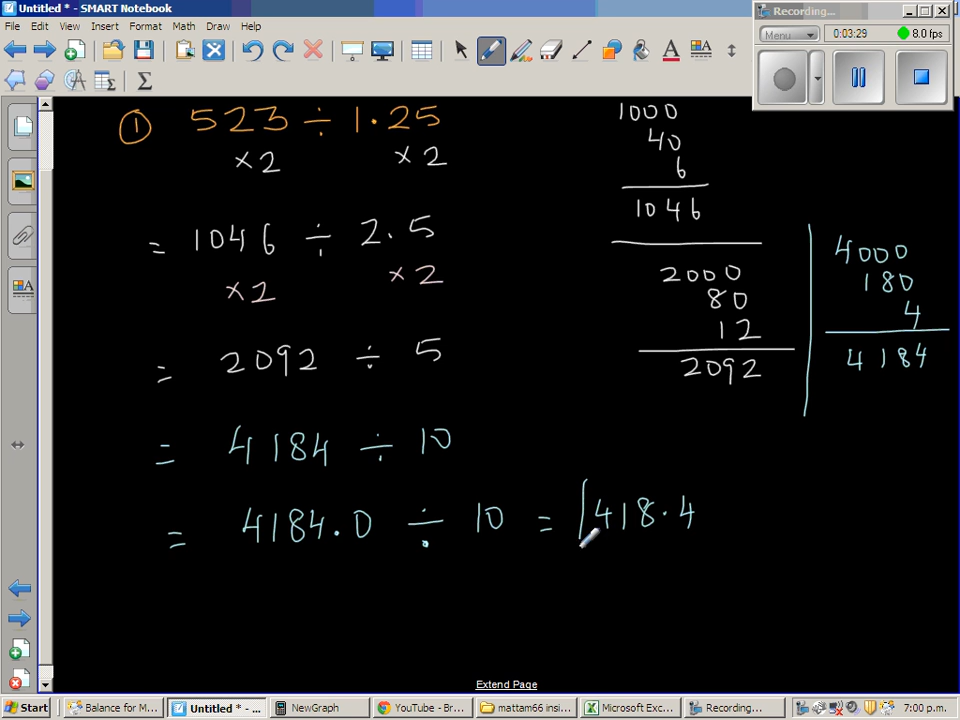 Untitled * - SMART Notebook
Recording...
File Edit View Insert Format Math Draw Help
Menu 0:03:29 8.0 fps
① 523 ÷ 1.25
×2 ×2
= 1046 ÷ 2.5
×2 ×2
= 2092 ÷ 5
= 4184 ÷ 10
= 4184.0 ÷ 10 = 418.4
1000
40
6
1046
2000
80
12
2092
4000
180
4
4184
Extend Page
Start Balance for M... Untitled * - ... NewGraph YouTube - Br... mattam66 insi... Microsoft Exc... Recording... 7:00 p.m.